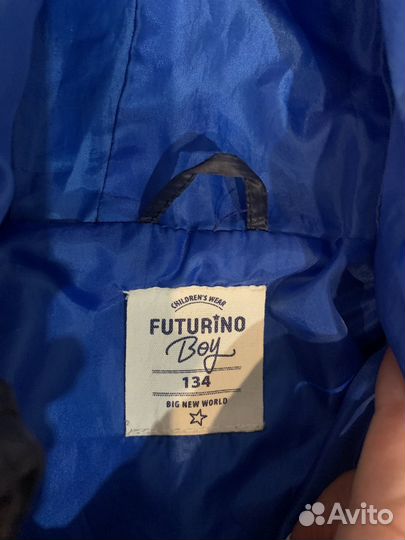 CHILDREN'S WEAR
FUTURINO
Boy
134
BIG NEW WORLD
Avito